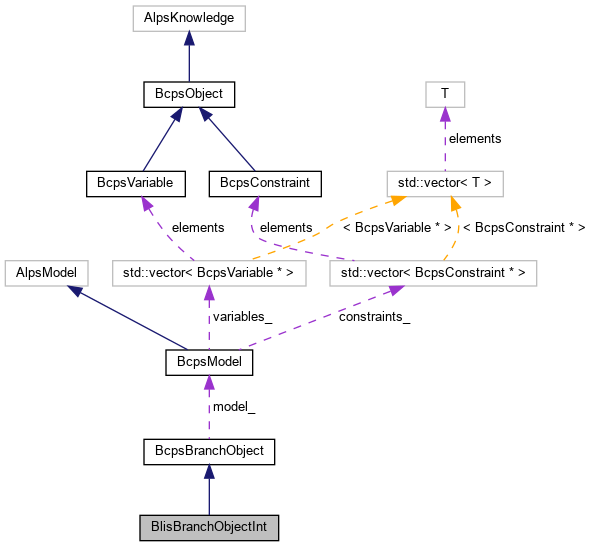 AlpsKnowledge
BcpsObject
T
elements
BcpsVariable
BcpsConstraint
std::vector< T >
elements
elements
< BcpsVariable * >
< BcpsConstraint * >
AlpsModel
std::vector< BcpsVariable * >
std::vector< BcpsConstraint * >
variables_
constraints_
BcpsModel
model_
BcpsBranchObject
BlisBranchObjectInt